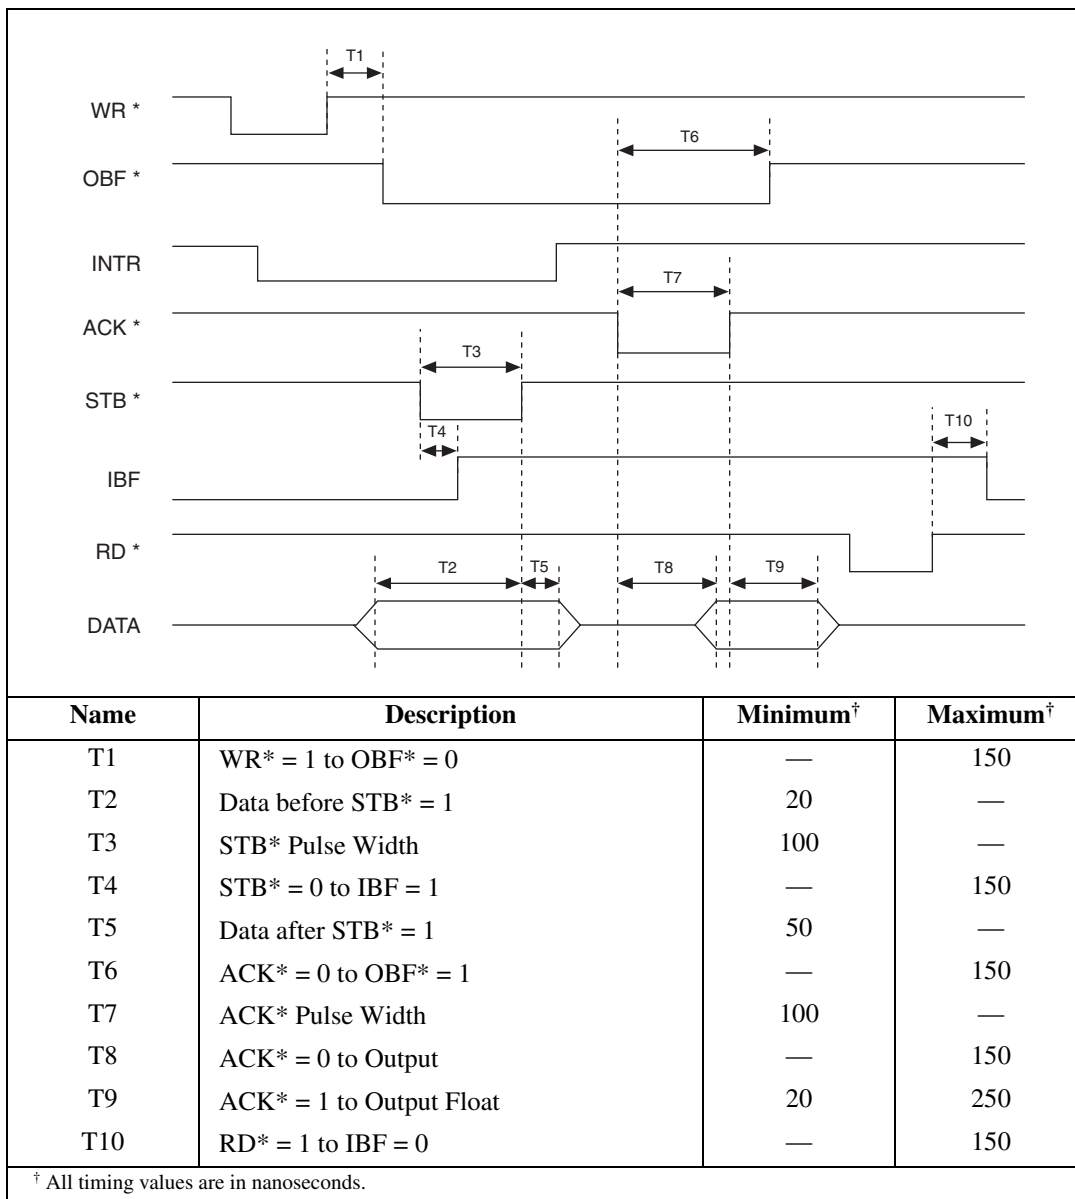 T1
WR *
T6
OBF *
INTR
T7
ACK *
T3
STB *
T4
T10
IBF
RD *
T2 T5 T8 T9
DATA
Name Description Minimum† Maximum†
T1 WR* = 1 to OBF* = 0 — 150
T2 Data before STB* = 1 20 —
T3 STB* Pulse Width 100 —
T4 STB* = 0 to IBF = 1 — 150
T5 Data after STB* = 1 50 —
T6 ACK* = 0 to OBF* = 1 — 150
T7 ACK* Pulse Width 100 —
T8 ACK* = 0 to Output — 150
T9 ACK* = 1 to Output Float 20 250
T10 RD* = 1 to IBF = 0 — 150
† All timing values are in nanoseconds.